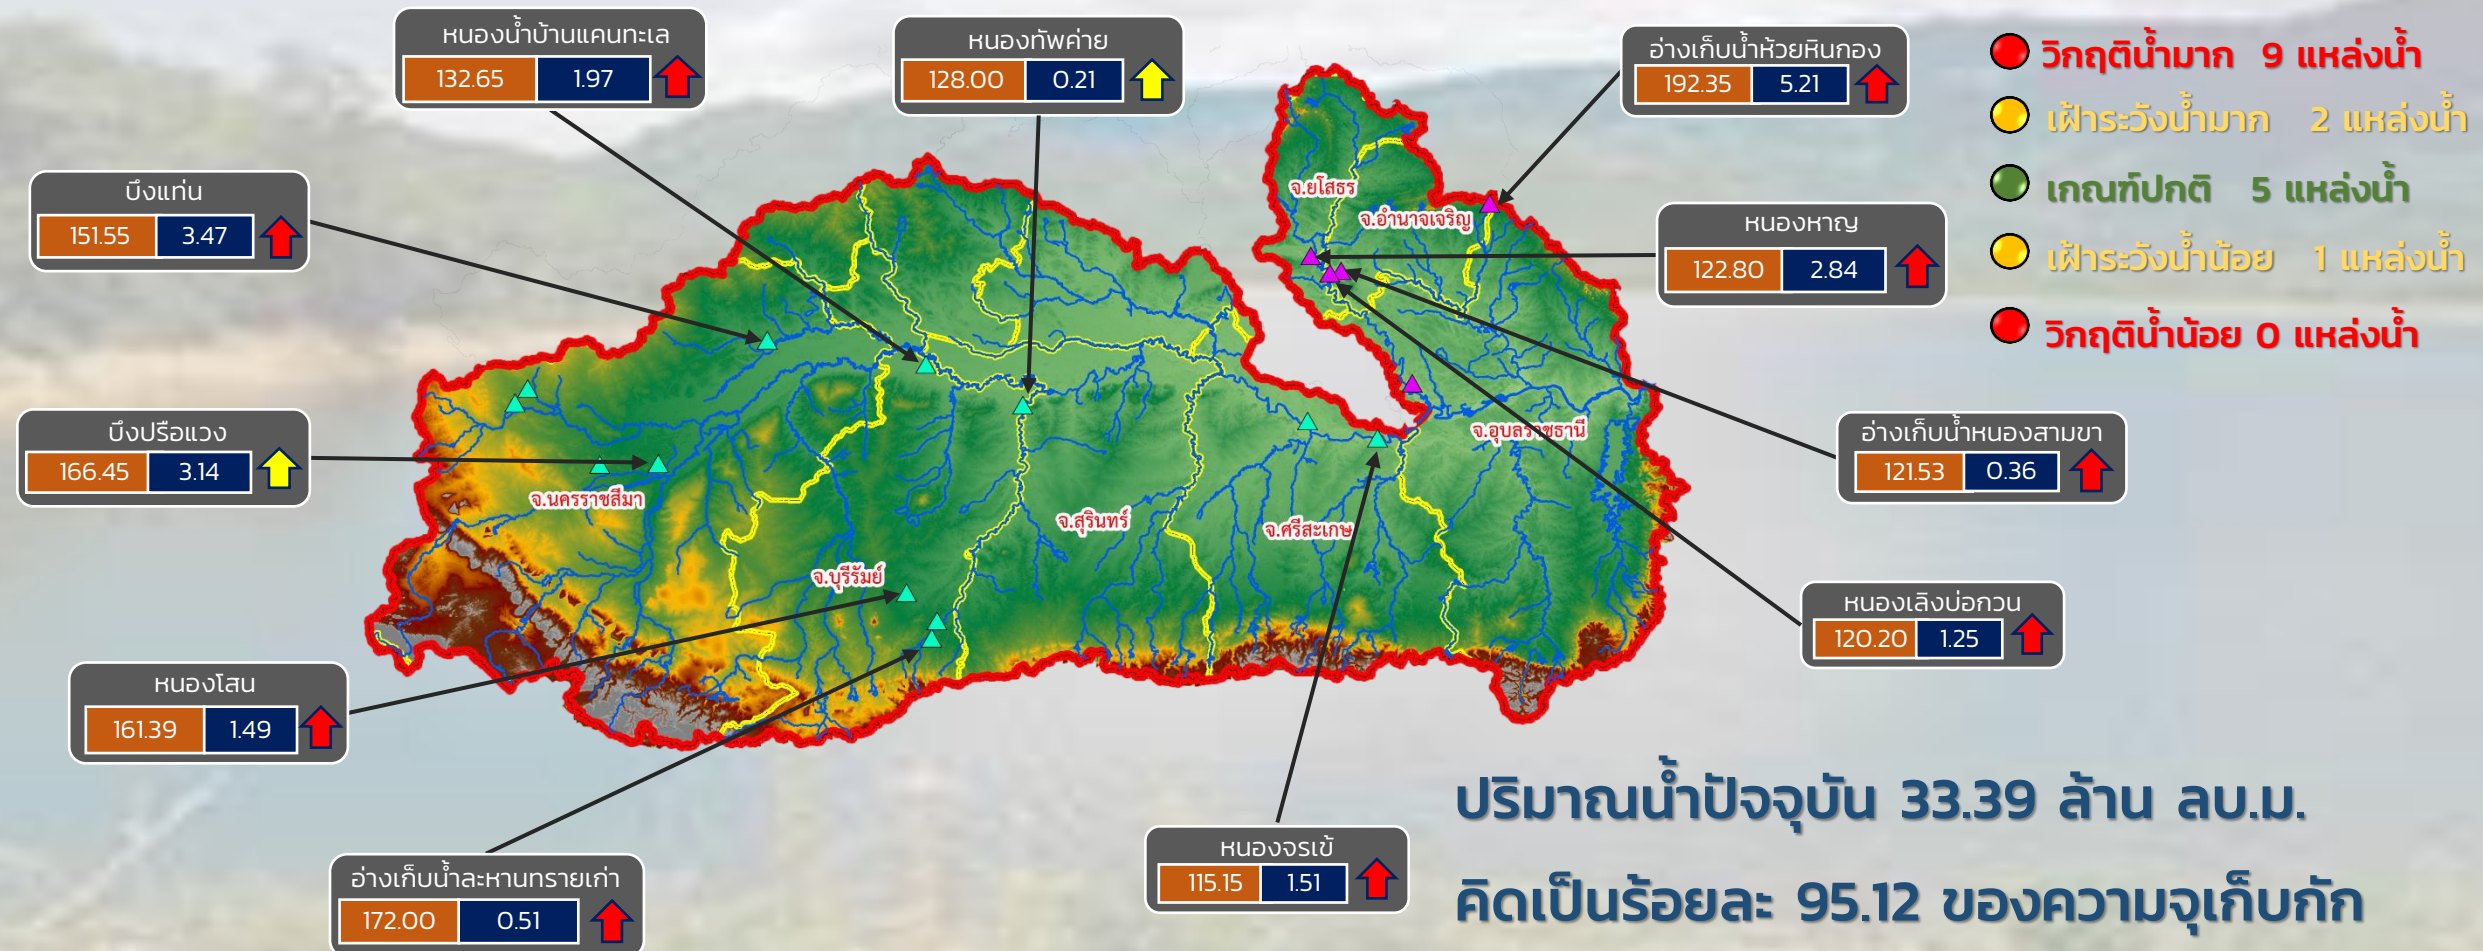 หนองน้ำบ้านแคนทะเล
132.65 1.97
หนองทัพค่าย
128.00 0.21
อ่างเก็บน้ำห้วยหินกอง
192.35 5.21
วิกฤติน้ำมาก 9 แหล่งน้ำ
เฝ้าระวังน้ำมาก 2 แหล่งน้ำ
เกณฑ์ปกติ 5 แหล่งน้ำ
เฝ้าระวังน้ำน้อย 1 แหล่งน้ำ
วิกฤติน้ำน้อย 0 แหล่งน้ำ
บึงแท่น
151.55 3.47
จ.ยโสธร
จ.อำนาจเจริญ
หนองหาญ
122.80 2.84
บึงปรือแวง
166.45 3.14
จ.นครราชสีมา
จ.บุรีรัมย์
จ.สุรินทร์
จ.ศรีสะเกษ
จ.อุบลราชธานี
อ่างเก็บน้ำหนองสามขา
121.53 0.36
หนองเลิงบ่อกวน
120.20 1.25
หนองโสน
161.39 1.49
อ่างเก็บน้ำละหานทรายเก่า
172.00 0.51
หนองจรเข้
115.15 1.51
ปริมาณน้ำปัจจุบัน 33.39 ล้าน ลบ.ม.
คิดเป็นร้อยละ 95.12 ของความจุเก็บกัก